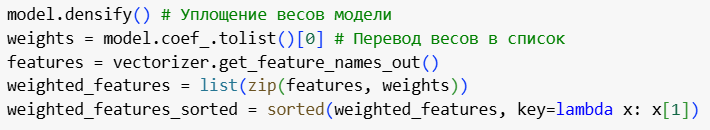 model.densify() # Уплощение весов модели
weights = model.coef_.tolist()[0] # Перевод весов в список
features = vectorizer.get_feature_names_out()
weighted_features = list(zip(features, weights))
weighted_features_sorted = sorted(weighted_features, key=lambda x: x[1])